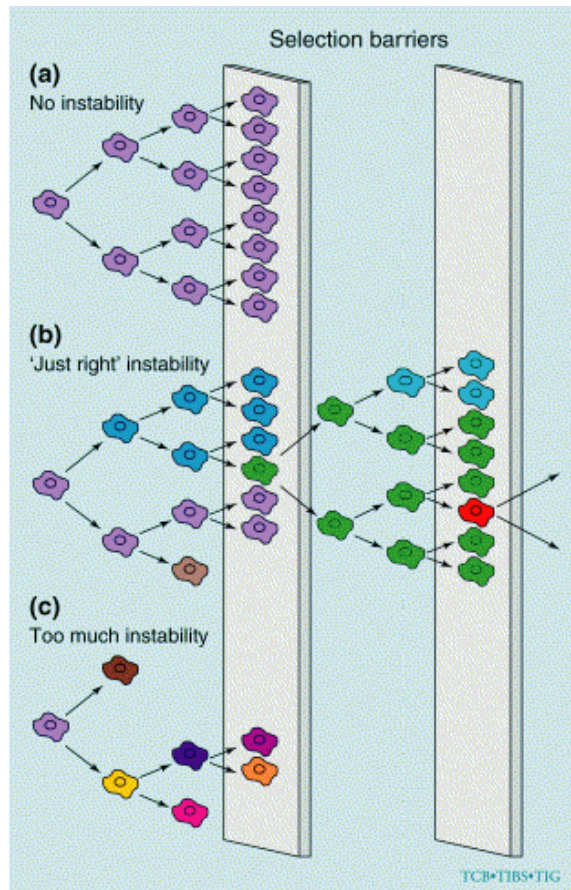 Selection barriers
(a)
No instability
(b)
‘Just right’ instability
(c)
Too much instability
TCB•TIBS•TIG